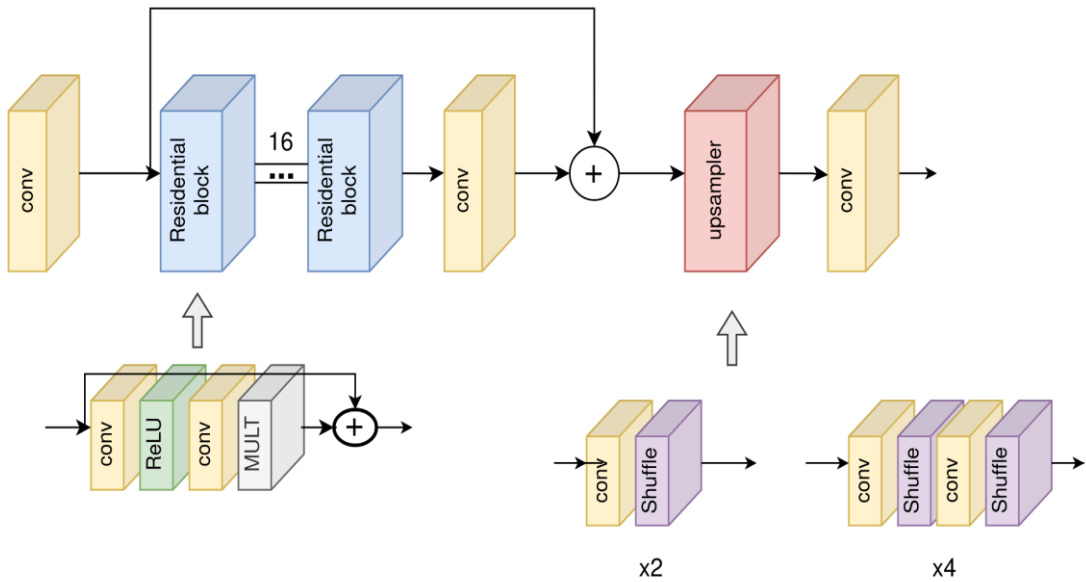 conv
Residential
block
16
...
Residential
block
conv
+
upsampler
conv
conv
ReLU
conv
MULT
+
conv
Shuffle
x2
conv
Shuffle
conv
Shuffle
x4